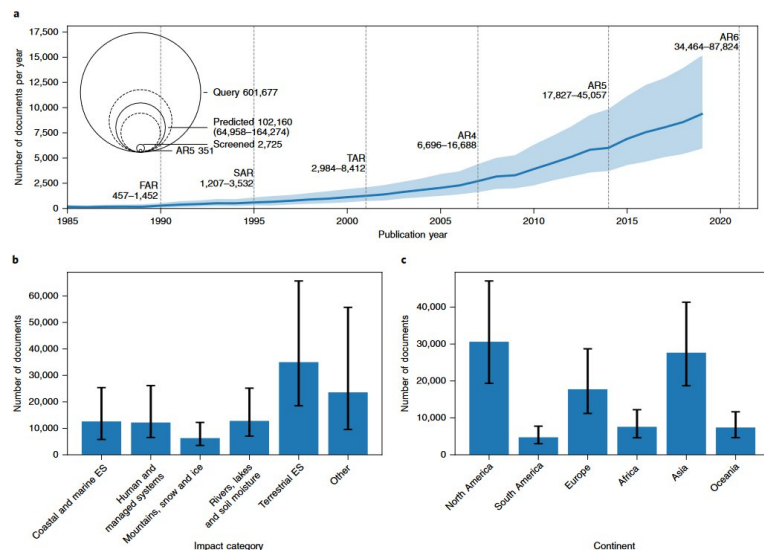 a
17,500
15,000
12,500
10,000
7,500
5,000
2,500
0
Number of documents per year
Query 601,677
Predicted 102,160
(64,958–164,274)
Screened 2,725
AR5 351
FAR
457–1,452
SAR
1,207–3,532
TAR
2,984–8,412
AR4
6,696–16,688
AR5
17,827–45,057
AR6
34,464–87,824
1985 1990 1995 2000 2005 2010 2015 2020
Publication year
b
60,000
50,000
40,000
30,000
20,000
10,000
0
Number of documents
Coastal and marine ES
Human and
managed systems
Mountains, snow and ice
Rivers, lakes
and soil moisture
Terrestrial ES
Other
Impact category
c
40,000
30,000
20,000
10,000
0
Number of documents
North America
South America
Europe
Africa
Asia
Oceania
Continent